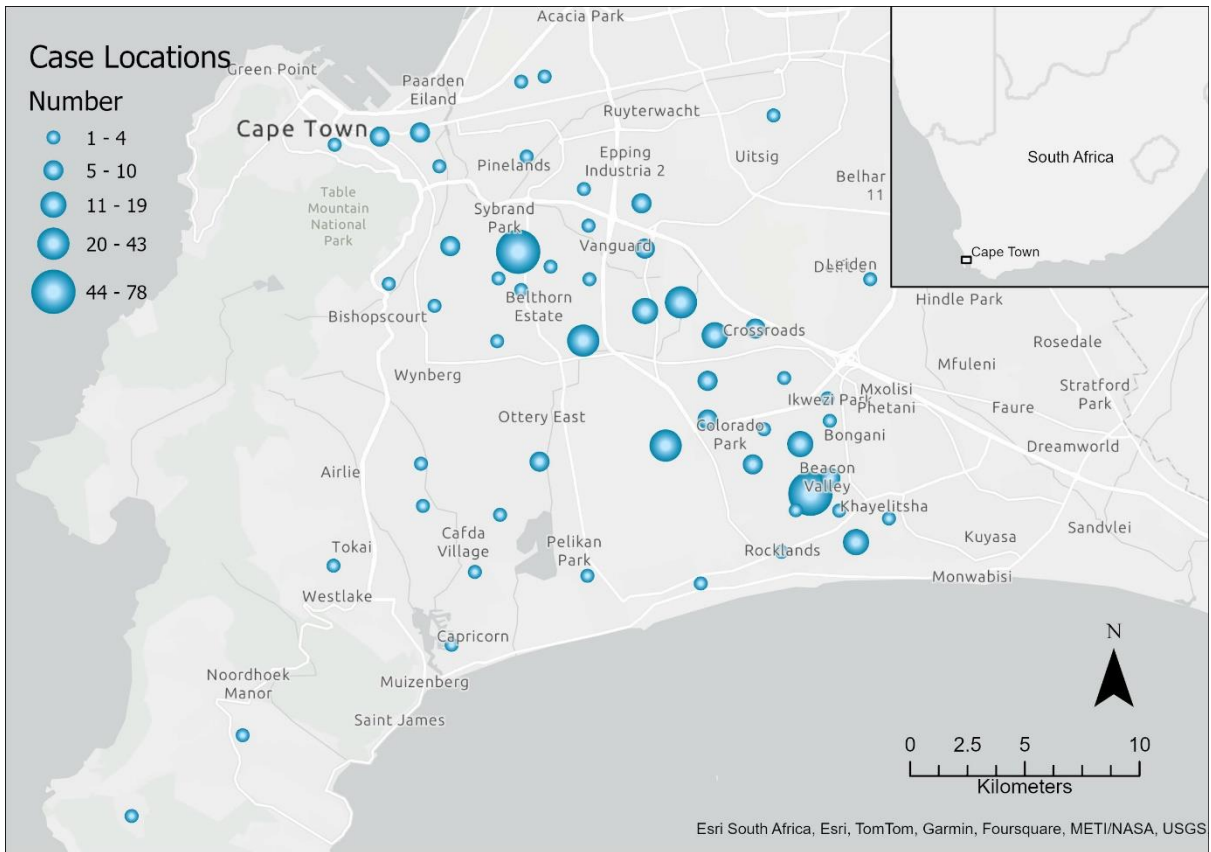 Case Locations
Number
1 - 4
5 - 10
11 - 19
20 - 43
44 - 78
Acacia Park
Green Point
Paarden
Eiland
Cape Town
Ruyterwacht
Pinelands
Epping
Industria 2
Uitsig
Belhar
11
Table
Mountain
National
Park
Sybrand
Park
Vanguard
Leiden
Belthorn
Estate
Bishopscourt
Hindle Park
Crossroads
Rosedale
Mfuleni
Wynberg
Stratford
Park
Mxolisi
Phetani
Ikwezi Park
Faure
Ottery East
Colorado
Park
Bongani
Dreamworld
Airlie
Beacon
Valley
Khayelitsha
Sandvlei
Cafda
Village
Kuyasa
Pelikan
Park
Tokai
Rocklands
Monwabisi
Westlake
Capricorn
Noordhoek
Manor
Muizenberg
Saint James
South Africa
Cape Town
N
0 2.5 5 10
Kilometers
Esri South Africa, Esri, TomTom, Garmin, Foursquare, METI/NASA, USGS